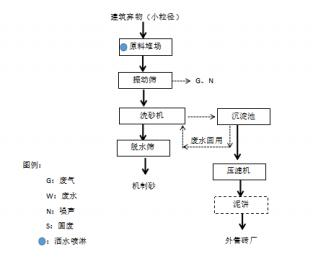 建筑弃物（小粒径）
原料堆场
振动筛
G、N
洗砂机
沉淀池
废水回用
脱水筛
压滤机
机制砂
泥饼
外售砖厂
图例：
G：废气
W：废水
N：噪声
S：固废
：洒水喷淋